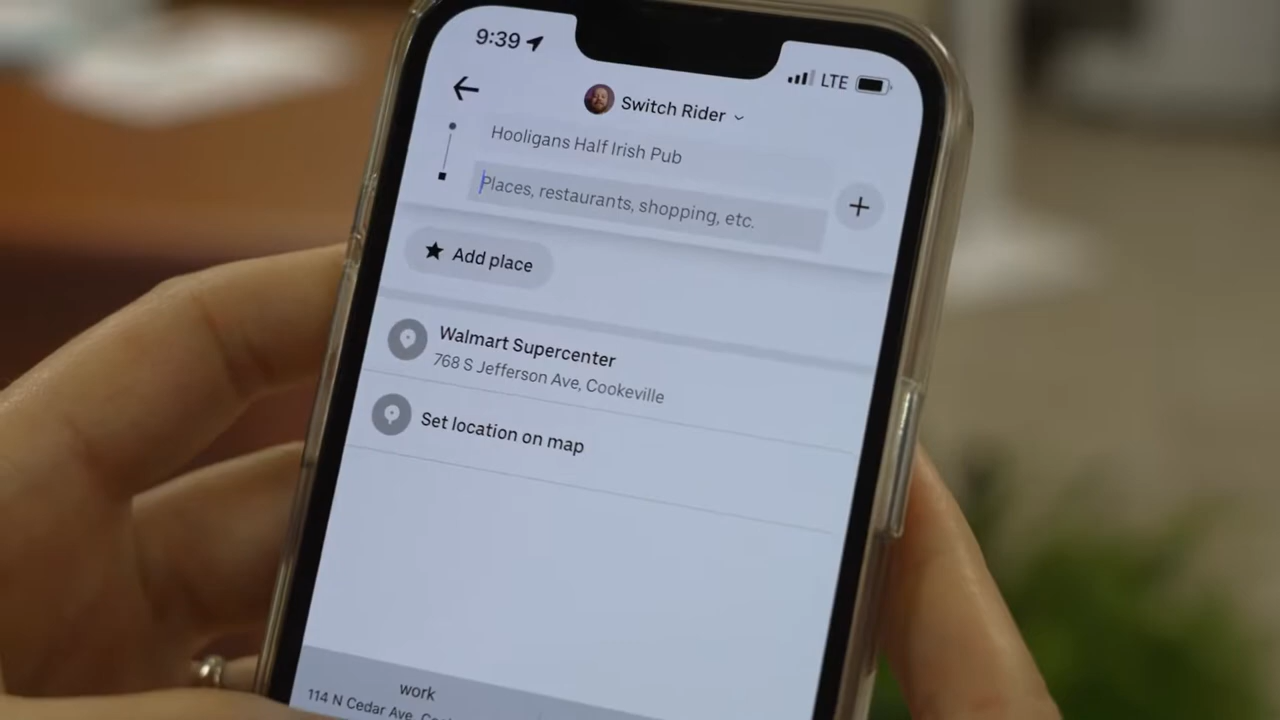 9:39
LTE
Switch Rider
Hooligans Half Irish Pub
Places, restaurants, shopping, etc.
Add place
Walmart Supercenter
768 S Jefferson Ave, Cookeville
Set location on map
work
114 N Cedar Ave,